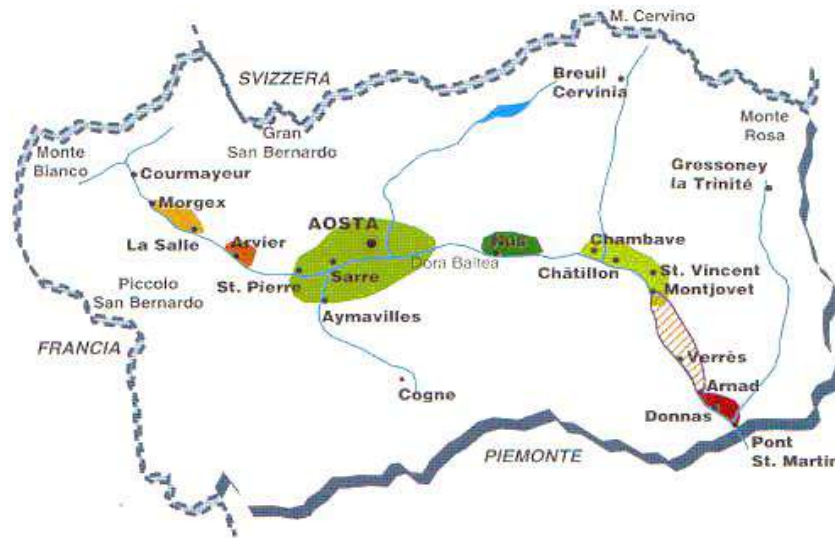 M. Cervino
SVIZZERA
Breuil
Cervinia
Gran
San Bernardo
Monte
Rosa
Monte
Bianco
Courmayeur
Gressoney
la Trinité
Morgex
AOSTA
La Salle
Arvier
Nus
Chambave
Dora Baltea
Sarre
Châtillon
St. Vincent
St. Pierre
Piccolo
San Bernardo
Montjovet
Aymavilles
FRANCIA
Verrès
Cogne
Arnad
Donnas
PIEMONTE
Pont
St. Martin